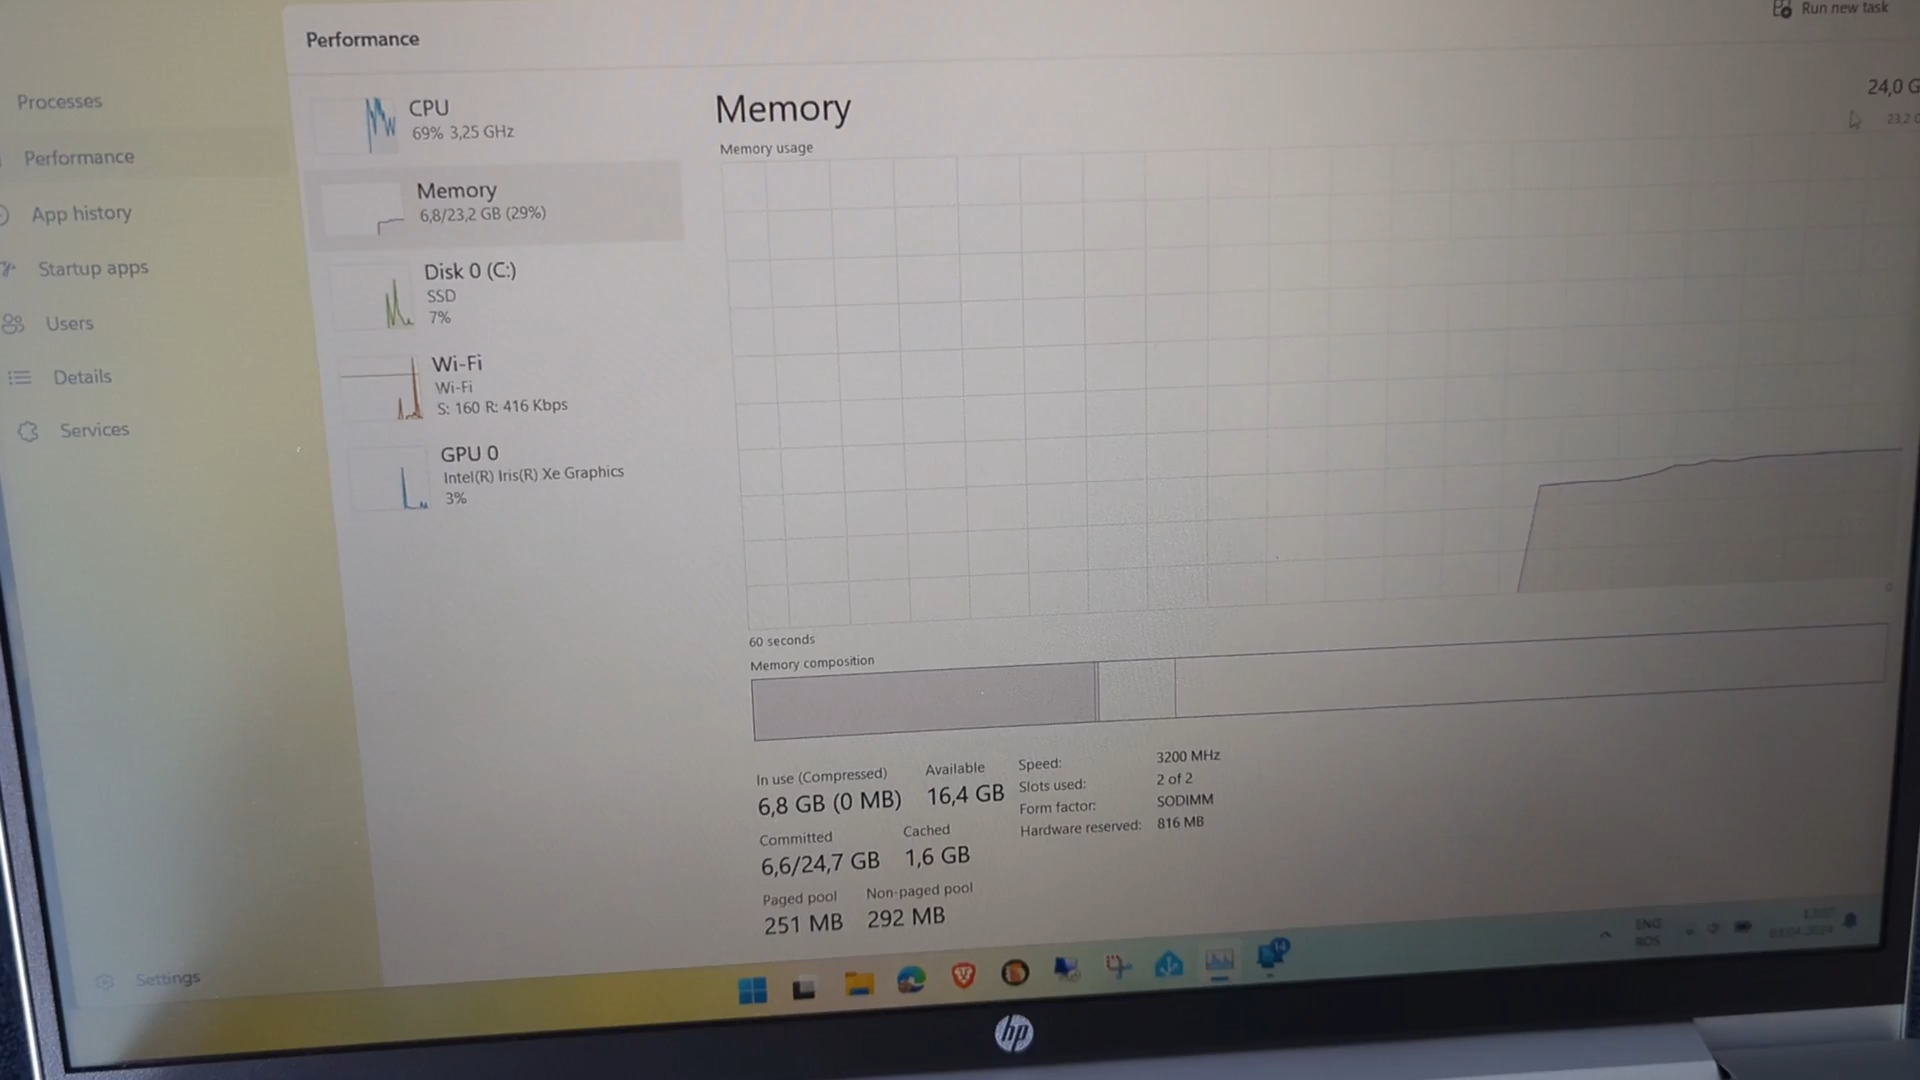 Performance
Run new task
Processes
Performance
App history
Startup apps
Users
Details
Services
Settings
CPU
69% 3,25 GHz
Memory
6,8/23,2 GB (29%)
Disk 0 (C:)
SSD
7%
Wi-Fi
Wi-Fi
S: 160 R: 416 Kbps
GPU 0
Intel(R) Iris(R) Xe Graphics
3%
Memory
24,0 G
Memory usage
23,2 G
60 seconds
0
Memory composition
In use (Compressed)
6,8 GB (0 MB)
Available
16,4 GB
Committed
6,6/24,7 GB
Cached
1,6 GB
Paged pool
251 MB
Non-paged pool
292 MB
Speed: 3200 MHz
Slots used: 2 of 2
Form factor: SODIMM
Hardware reserved: 816 MB
ENG
ROS
14
hp